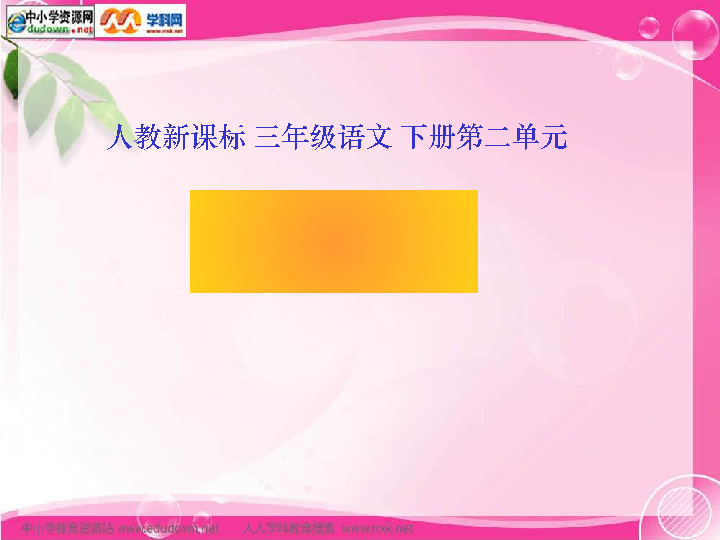 中小学资源网
edudown.net
学科网
www.rrxk.net
人教新课标 三年级语文 下册第二单元
中小学教育资源站 www.edudown.net 人人学科教育搜索 www.rrxk.net